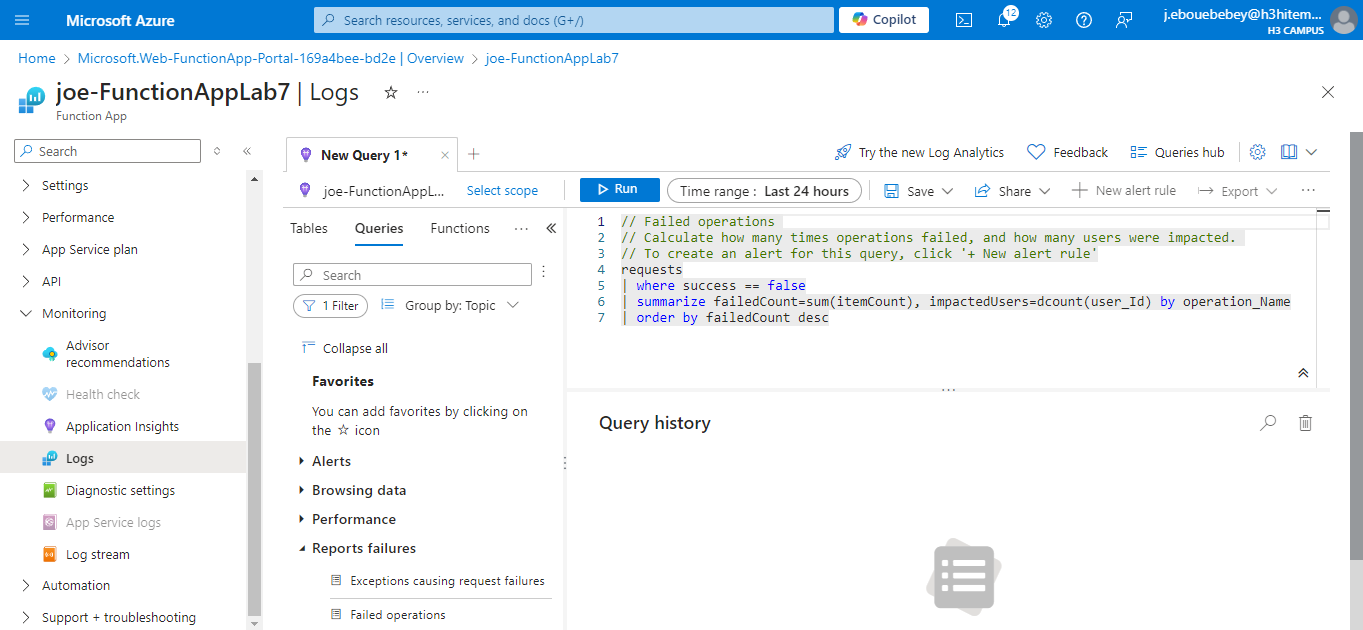 Microsoft Azure
Search resources, services, and docs (G+/)
Copilot
12
j.ebouebebey@h3hitem...
H3 CAMPUS
Home > Microsoft.Web-FunctionApp-Portal-169a4bee-bd2e | Overview > joe-FunctionAppLab7
joe-FunctionAppLab7 | Logs
Function App
Search
Settings
Performance
App Service plan
API
Monitoring
Advisor
recommendations
Health check
Application Insights
Logs
Diagnostic settings
App Service logs
Log stream
Automation
Support + troubleshooting
New Query 1*
Try the new Log Analytics
Feedback
Queries hub
joe-FunctionAppL...
Select scope
Run
Time range : Last 24 hours
Save
Share
New alert rule
Export
Tables
Queries
Functions
Search
1 Filter
Group by: Topic
Collapse all
Favorites
You can add favorites by clicking on
the ☆ icon
Alerts
Browsing data
Performance
Reports failures
Exceptions causing request failures
Failed operations
1 // Failed operations
2 // Calculate how many times operations failed, and how many users were impacted.
3 // To create an alert for this query, click '+ New alert rule'
4 requests
5 | where success == false
6 | summarize failedCount=sum(itemCount), impactedUsers=dcount(user_Id) by operation_Name
7 | order by failedCount desc
Query history